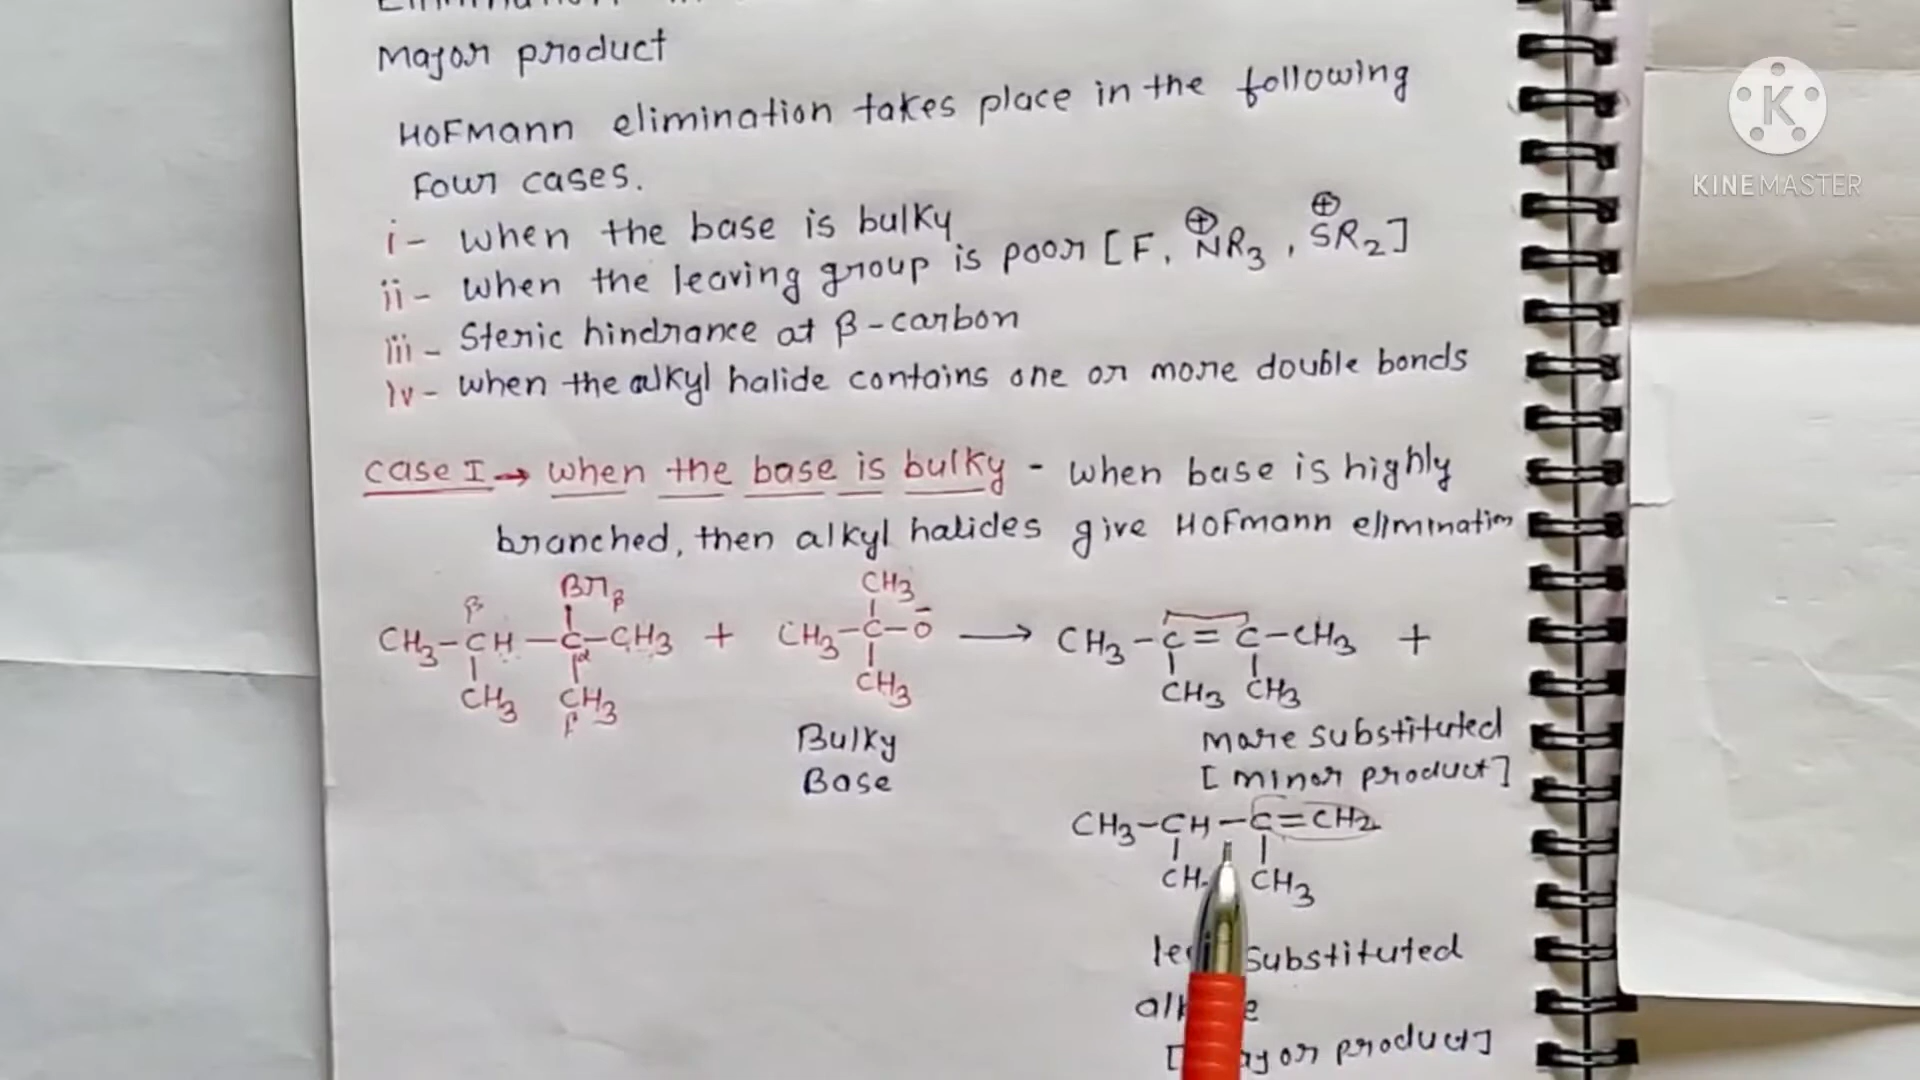 Major product
HOFMann elimination takes place in the following
Four cases.
i - when the base is bulky
ii - when the leaving group is poor [F, ⊕NR3, ⊕SR2]
iii - Steric hindrance at β-carbon
iv - when the alkyl halide contains one or more double bonds
case I → when the base is bulky - when base is highly
branched, then alkyl halides give HOFmann elimination
β Br β CH3
CH3-CH-C-CH3 + CH3-C-O⁻ → CH3-C=C-CH3 +
α
CH3 CH3 CH3 CH3 CH3
β
Bulky
Base
more substituted
[minor product]
CH3-CH-C=CH2
CH3
substituted
product]
KINEMASTER